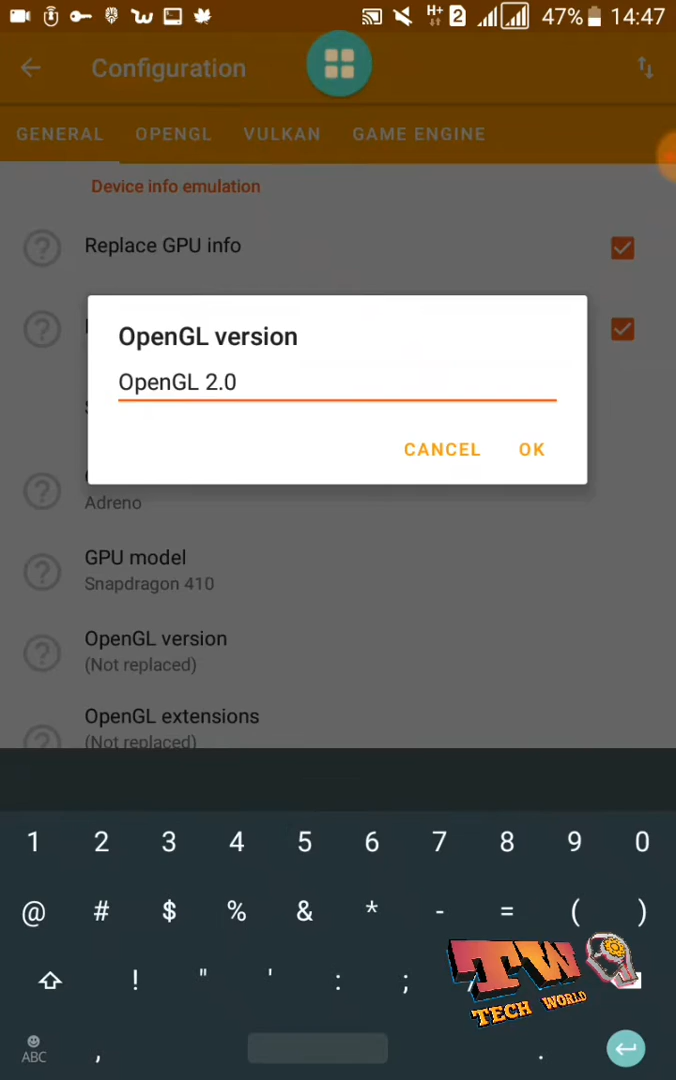 47% 14:47
Configuration
GENERAL OPENGL VULKAN GAME ENGINE
Device info emulation
Replace GPU info
OpenGL version
OpenGL 2.0
CANCEL OK
Adreno
GPU model
Snapdragon 410
OpenGL version
(Not replaced)
OpenGL extensions
(Not replaced)
1 2 3 4 5 6 7 8 9 0
@ # $ % & * - = ( )
! " ' : ; /
TW
TECH WORLD
ABC , .